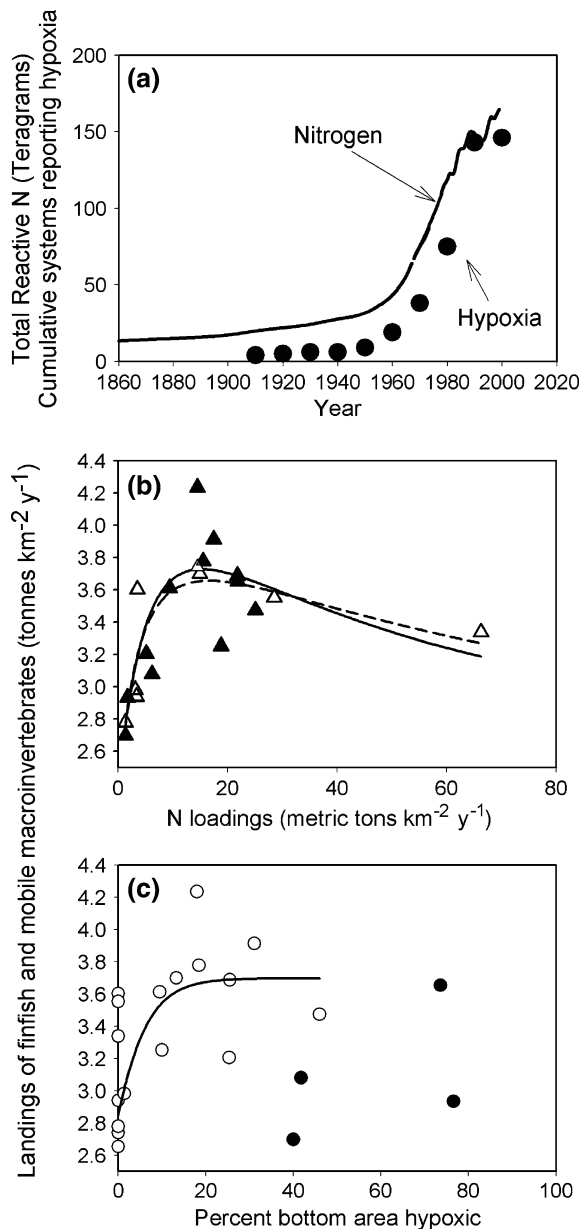 Total Reactive N (Teragrams)
Cumulative systems reporting hypoxia
(a)
200
150
100
50
0
Nitrogen
Hypoxia
1860 1880 1900 1920 1940 1960 1980 2000 2020
Year
Landings of finfish and mobile macroinvertebrates (tonnes km-2 y-1)
(b)
4.4
4.2
4.0
3.8
3.6
3.4
3.2
3.0
2.8
2.6
0 20 40 60 80
N loadings (metric tons km-2 y-1)
(c)
4.4
4.2
4.0
3.8
3.6
3.4
3.2
3.0
2.8
2.6
0 20 40 60 80 100
Percent bottom area hypoxic